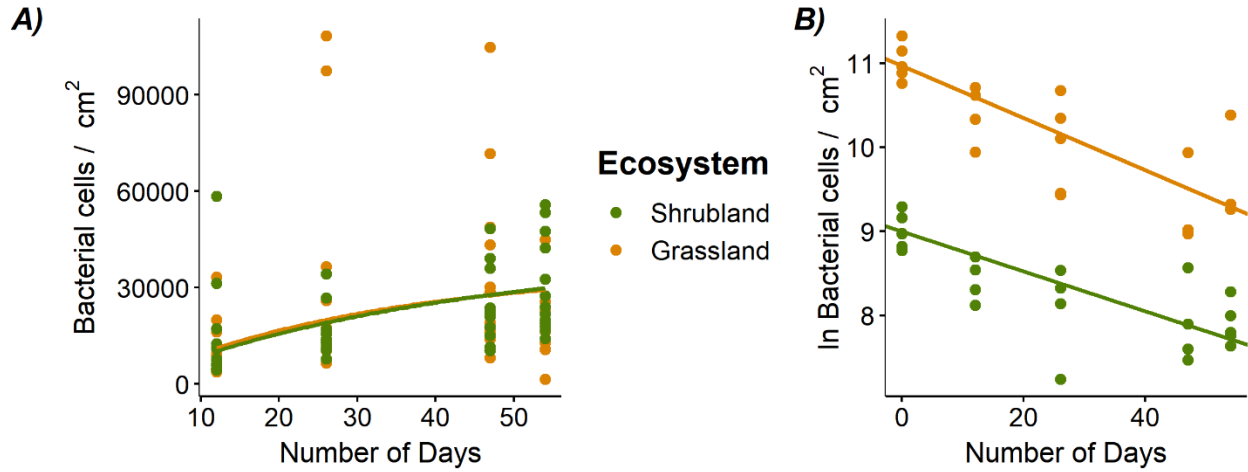 A)
Bacterial cells / cm2
90000
60000
30000
0
10
20
30
40
50
Number of Days
Ecosystem
Shrubland
Grassland
B)
ln Bacterial cells / cm2
11
10
9
8
0
20
40
Number of Days